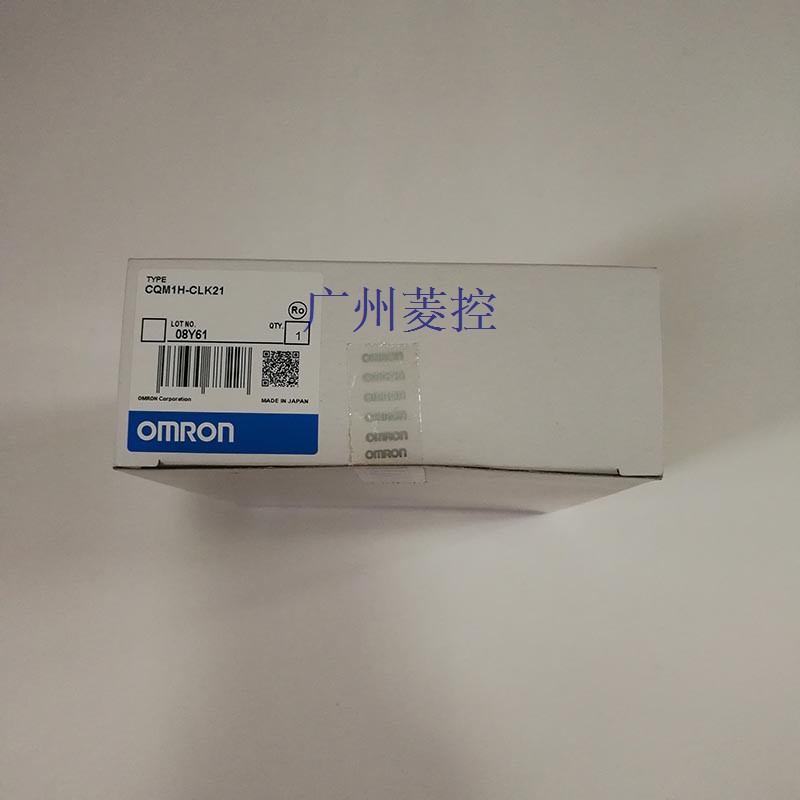 TYPE
CQM1H-CLK21
Ro
LOT NO.
08Y61
QTY.
1
OMRON Corporation
MADE IN JAPAN
OMRON
广州菱控
OMRON
OMRON
OMRON
OMRON
OMRON
OMRON